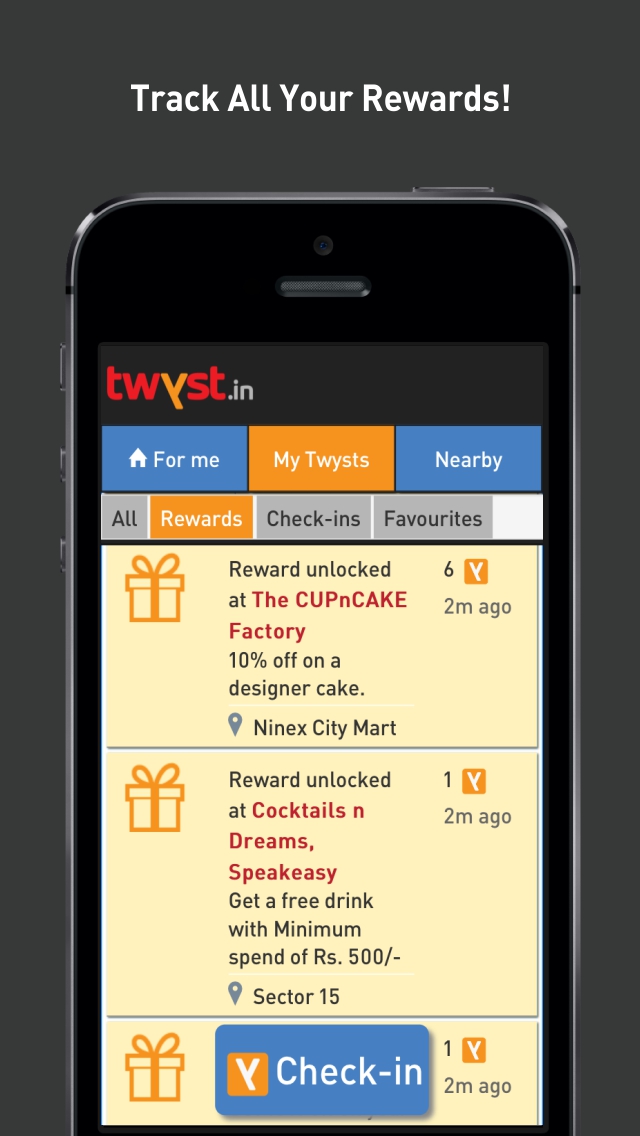 Track All Your Rewards!
twyst.in
For me
My Twysts
Nearby
All
Rewards
Check-ins
Favourites
Reward unlocked
at The CUPnCAKE
Factory
10% off on a
designer cake.
Ninex City Mart
6
2m ago
Reward unlocked
at Cocktails n
Dreams,
Speakeasy
Get a free drink
with Minimum
spend of Rs. 500/-
Sector 15
1
2m ago
Check-in
1
2m ago